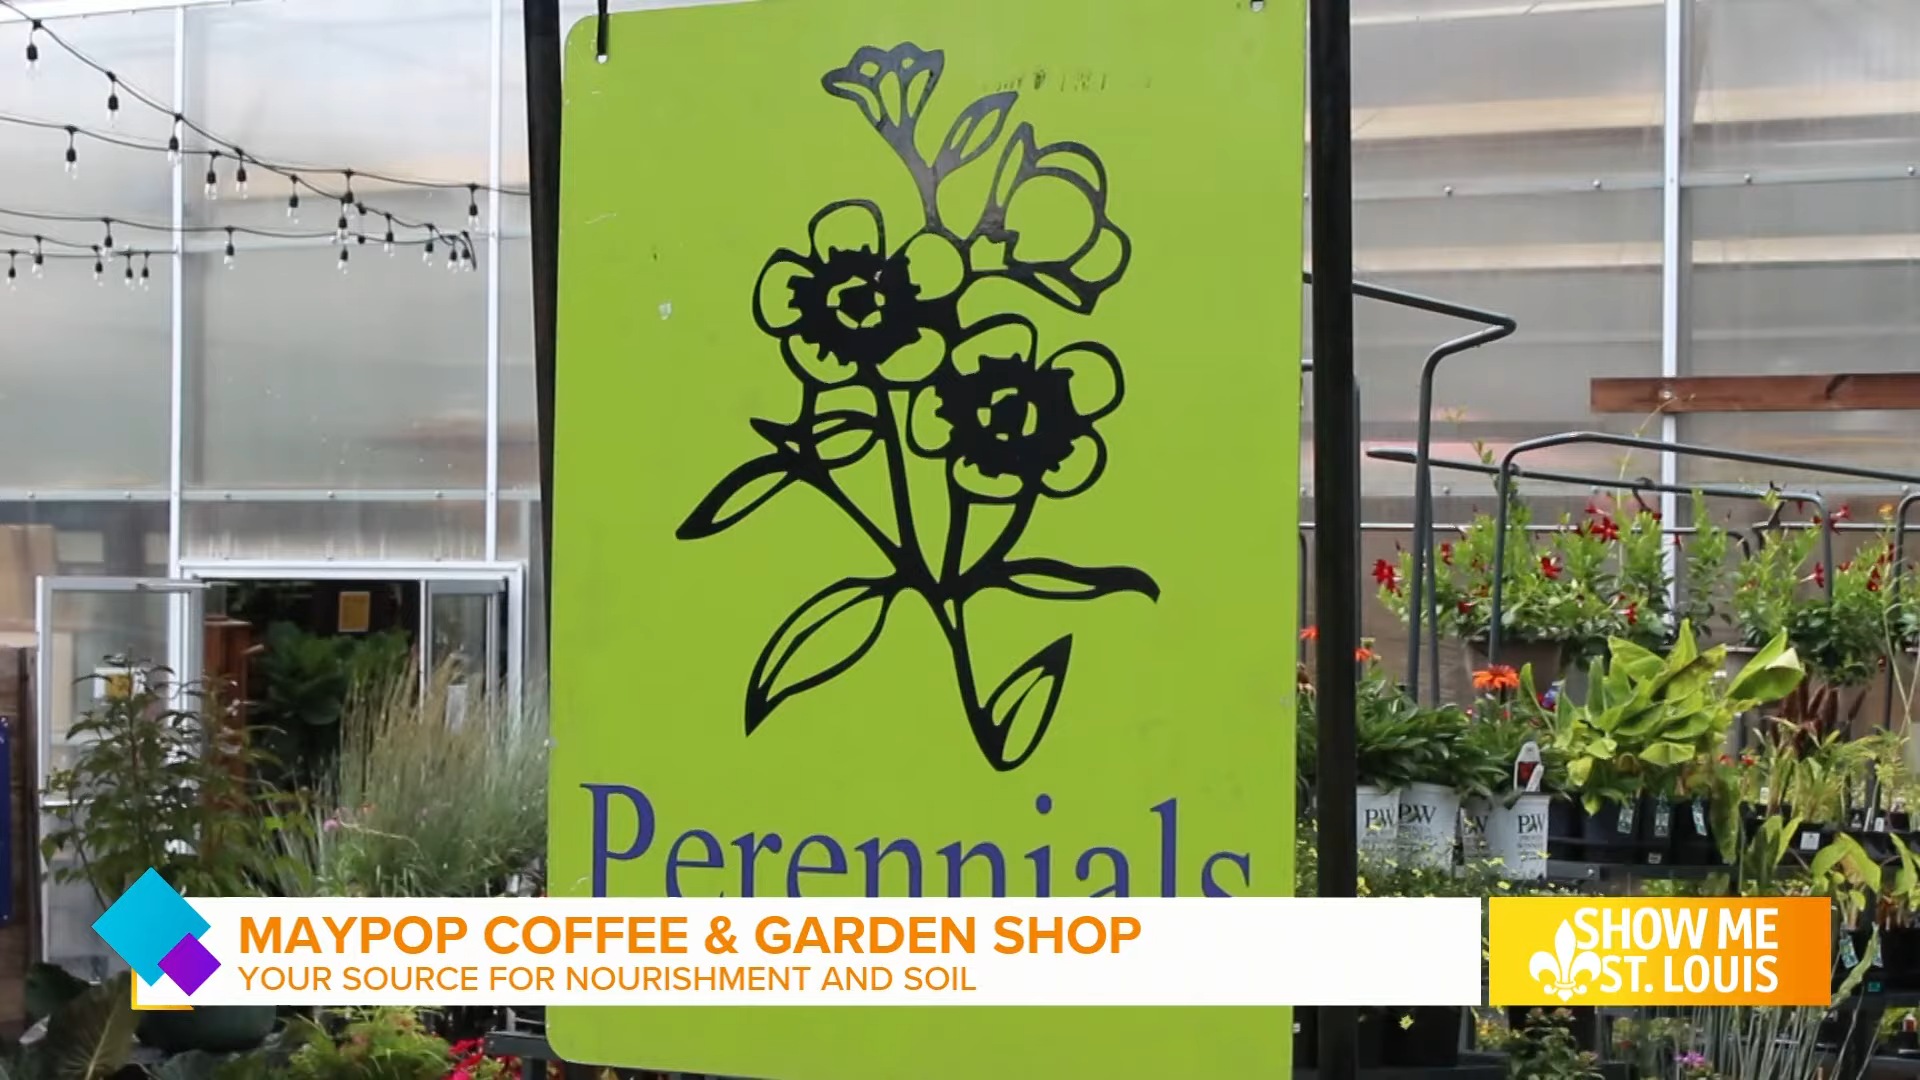 Perennials
PW
PW
W
PW
MAYPOP COFFEE & GARDEN SHOP
YOUR SOURCE FOR NOURISHMENT AND SOIL
SHOW ME
ST. LOUIS